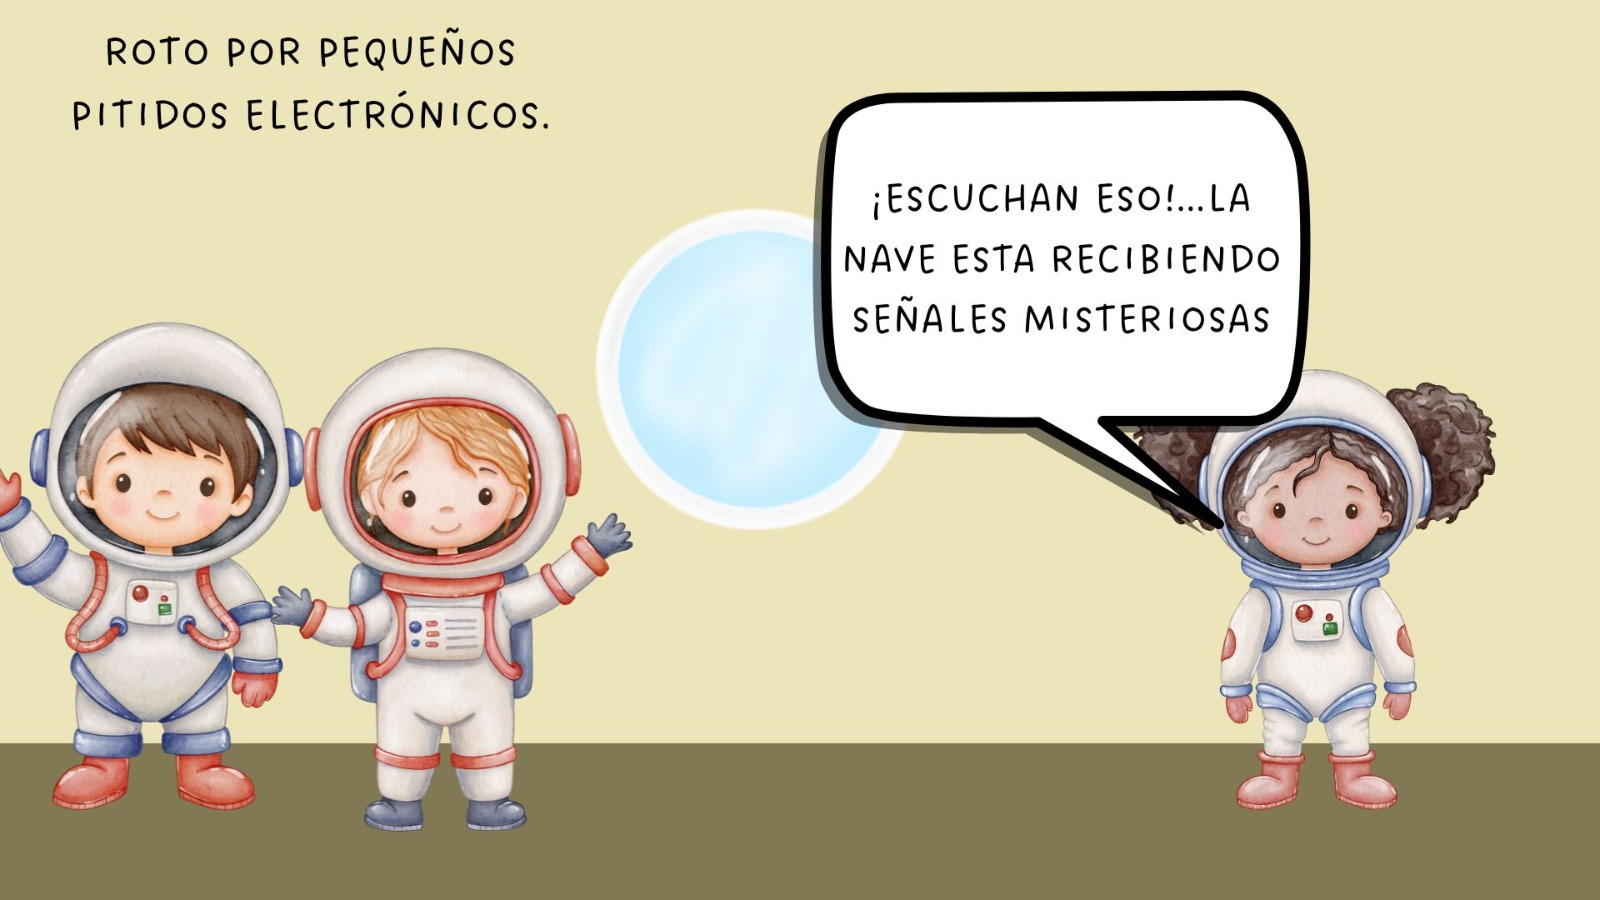 ROTO POR PEQUEÑOS
PITIDOS ELECTRÓNICOS.
¡ESCUCHAN ESO!...LA
NAVE ESTA RECIBIENDO
SEÑALES MISTERIOSAS